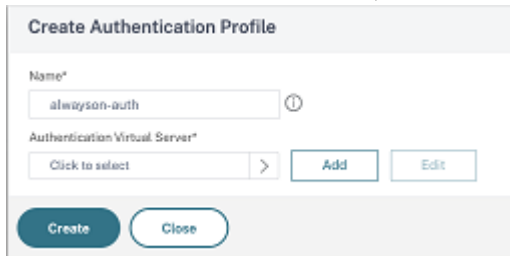 Create Authentication Profile
Name*
alwayson-auth
Authentication Virtual Server*
Click to select
Add
Edit
Create
Close